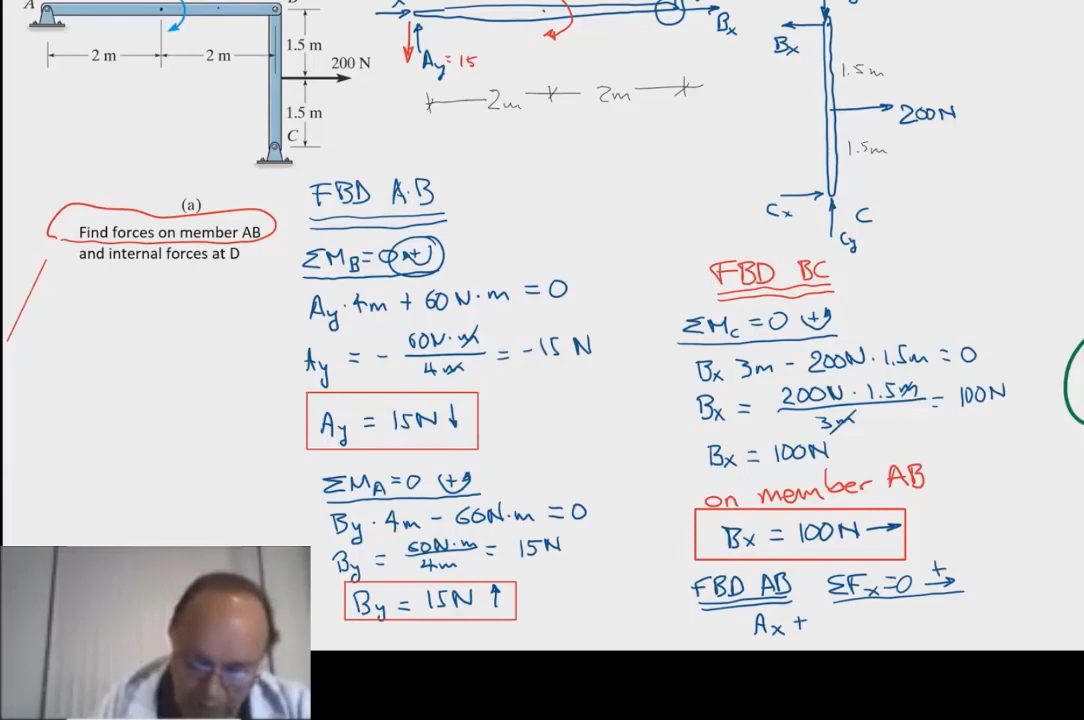 A
2 m
2 m
1.5 m
200 N
1.5 m
C
(a)
Find forces on member AB
and internal forces at D
Ay = 15
Bx
2m
2m
Bx
1.5m
200N
1.5m
Cx
C
Cy
FBD A.B
ΣMB=0 +
Ay·4m + 60N·m = 0
Ay = - 60N·m / 4m = -15 N
Ay = 15N ↓
ΣMA=0 +
By·4m - 60N·m = 0
By = 60N·m / 4m = 15N
By = 15N ↑
FBD BC
ΣMc = 0 +
Bx 3m - 200N·1.5m = 0
Bx = 200N·1.5m / 3m = 100N
Bx = 100N
on member AB
Bx = 100N →
FBD AB ΣFx=0 +→
Ax +